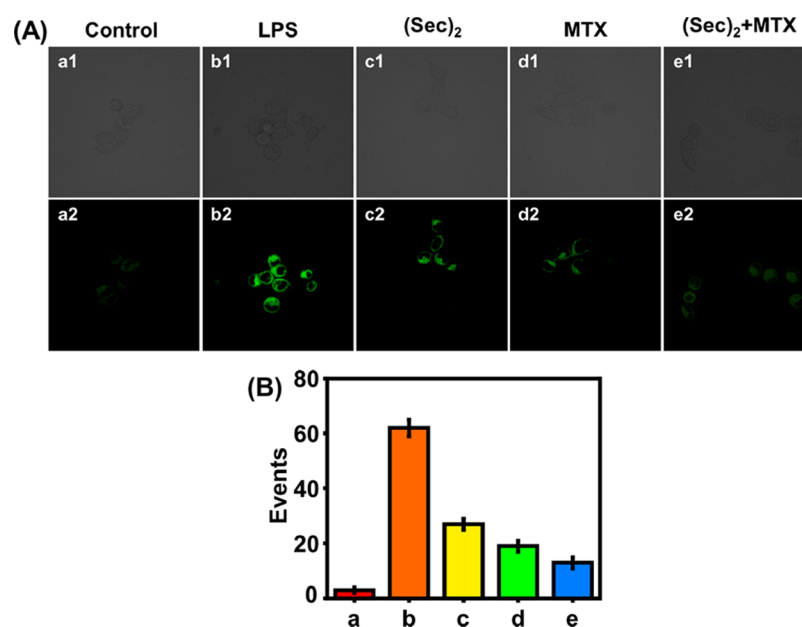 (A) Control LPS (Sec)₂ MTX (Sec)₂+MTX
a1 b1 c1 d1 e1
a2 b2 c2 d2 e2
(B)
Events
80
60
40
20
0
a b c d e